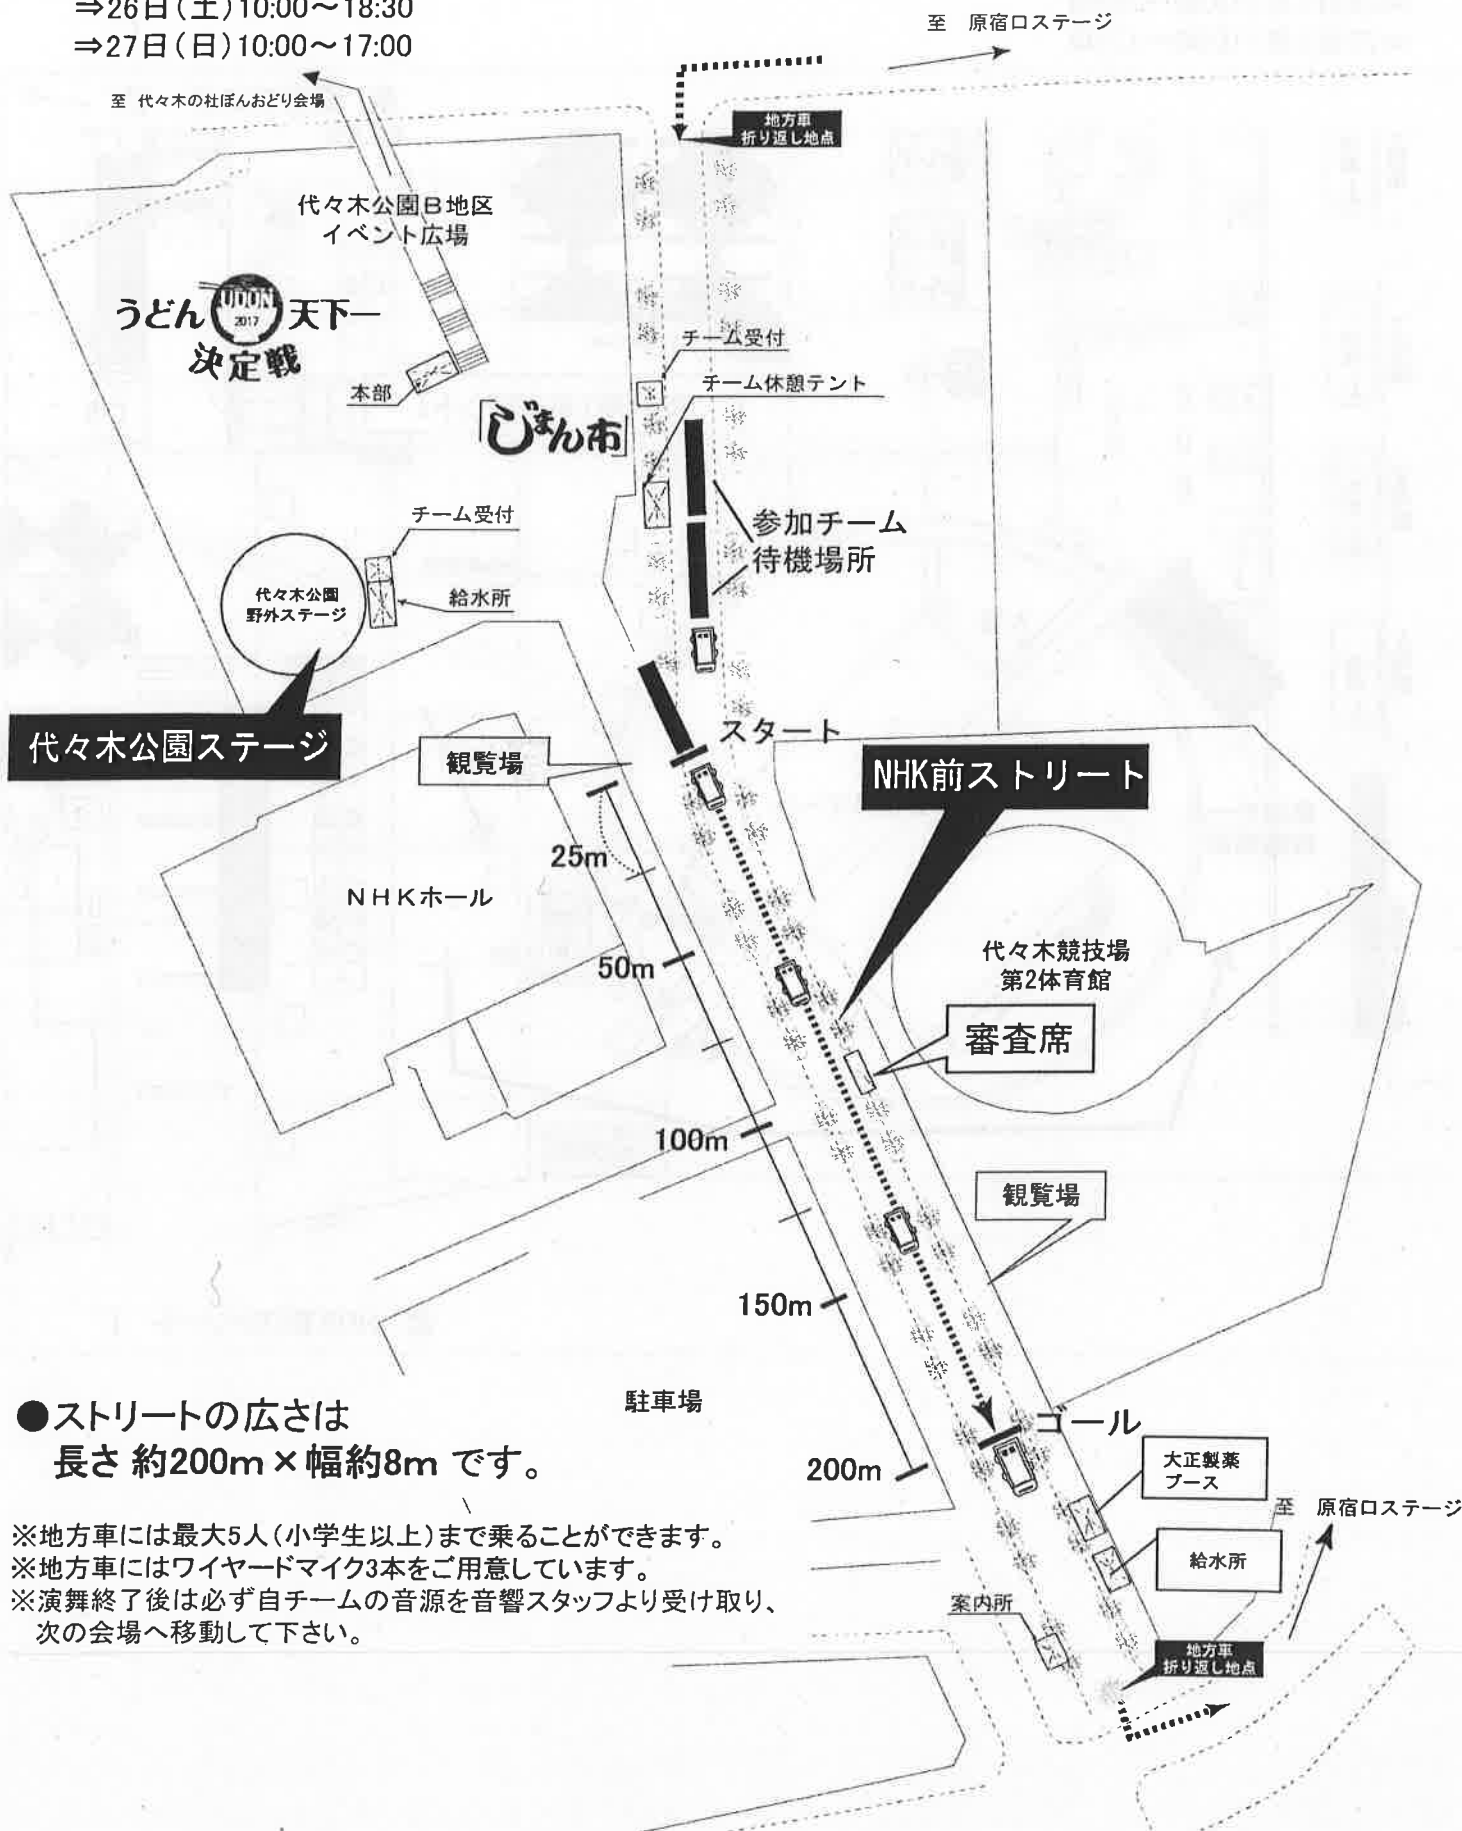 ⇒26日(土)10:00～18:30
⇒27日(日)10:00～17:00
至 原宿口ステージ
至 代々木の杜ぼんおどり会場
地方車
折り返し地点
代々木公園B地区
イベント広場
うどん
UDON
2017
天下一
決定戦
本部
チーム受付
チーム休憩テント
「じまん市」
参加チーム
待機場所
チーム受付
代々木公園
野外ステージ
給水所
代々木公園ステージ
スタート
観覧場
NHK前ストリート
25m
NHKホール
50m
代々木競技場
第2体育館
審査席
100m
観覧場
150m
駐車場
●ストリートの広さは
長さ 約200m×幅約8m です。
ゴール
200m
大正製薬
ブース
至 原宿口ステージ
給水所
※地方車には最大5人(小学生以上)まで乗ることができます。
※地方車にはワイヤードマイク3本をご用意しています。
※演舞終了後は必ず自チームの音源を音響スタッフより受け取り、
次の会場へ移動して下さい。
案内所
地方車
折り返し地点